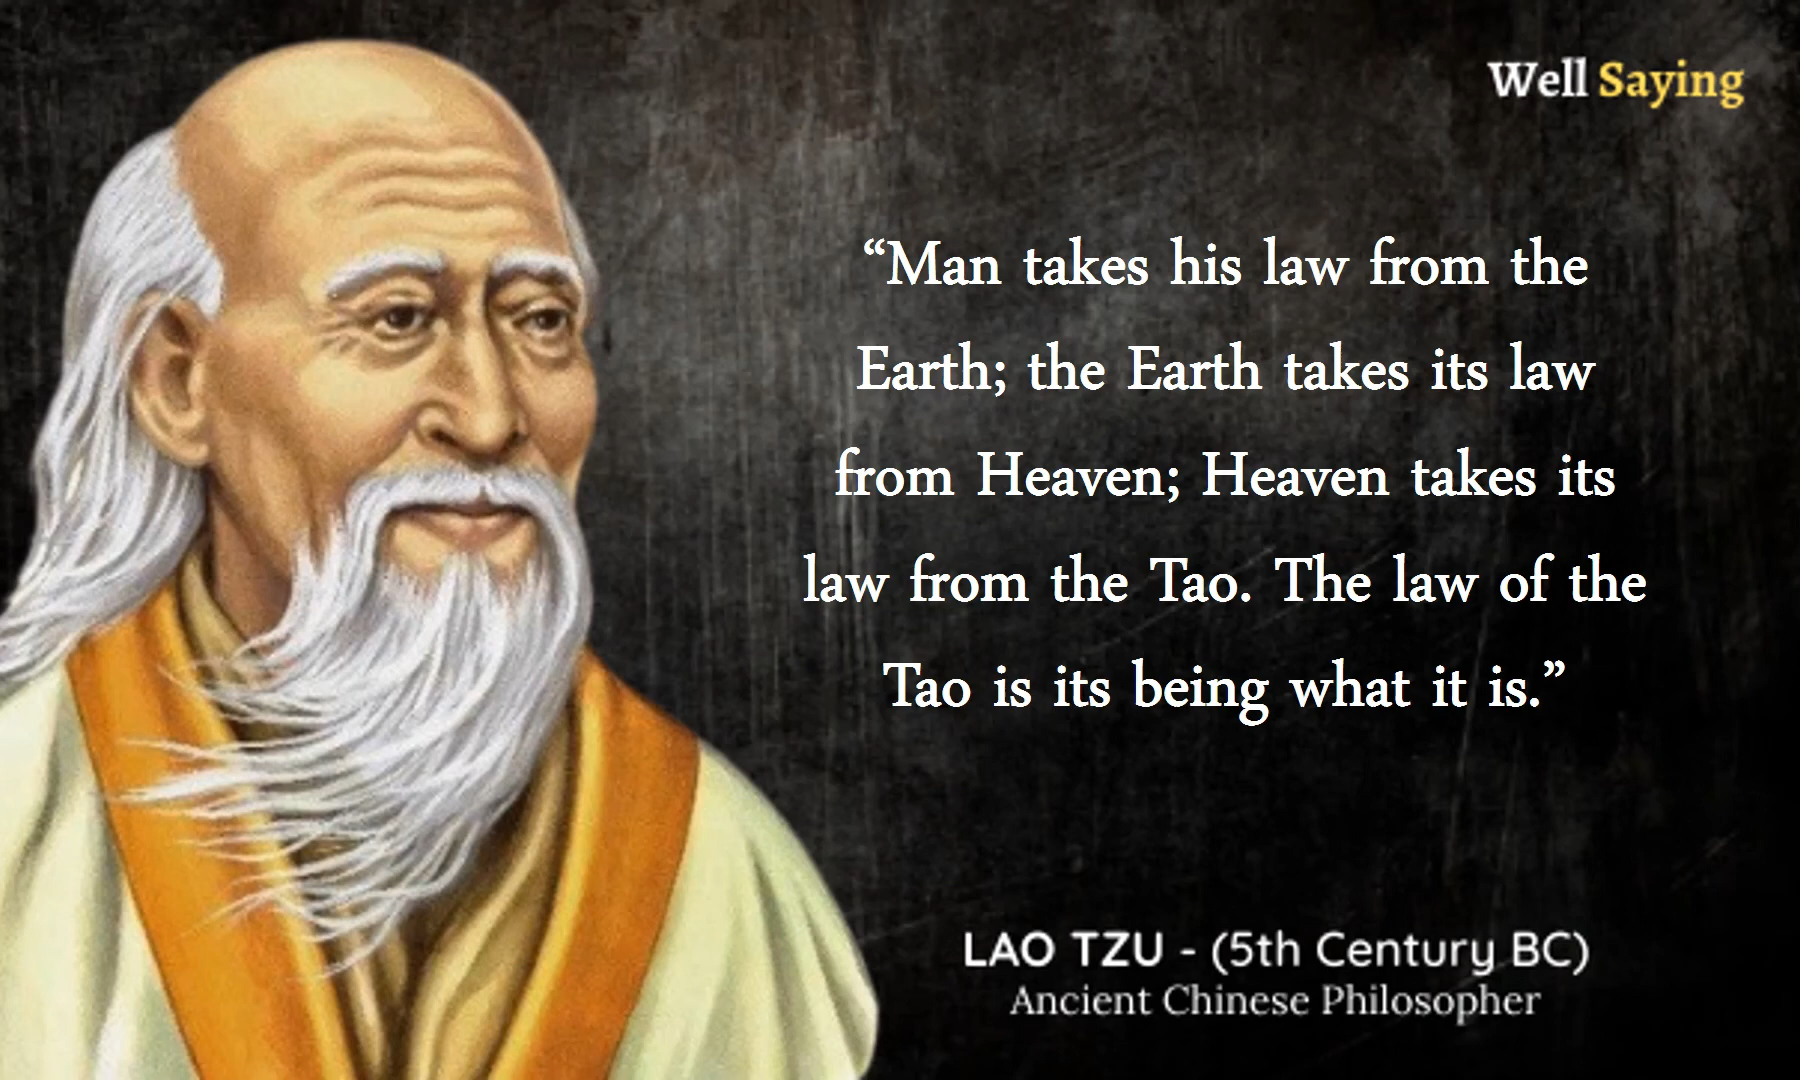 Well Saying
“Man takes his law from the
Earth; the Earth takes its law
from Heaven; Heaven takes its
law from the Tao. The law of the
Tao is its being what it is.”
LAO TZU - (5th Century BC)
Ancient Chinese Philosopher